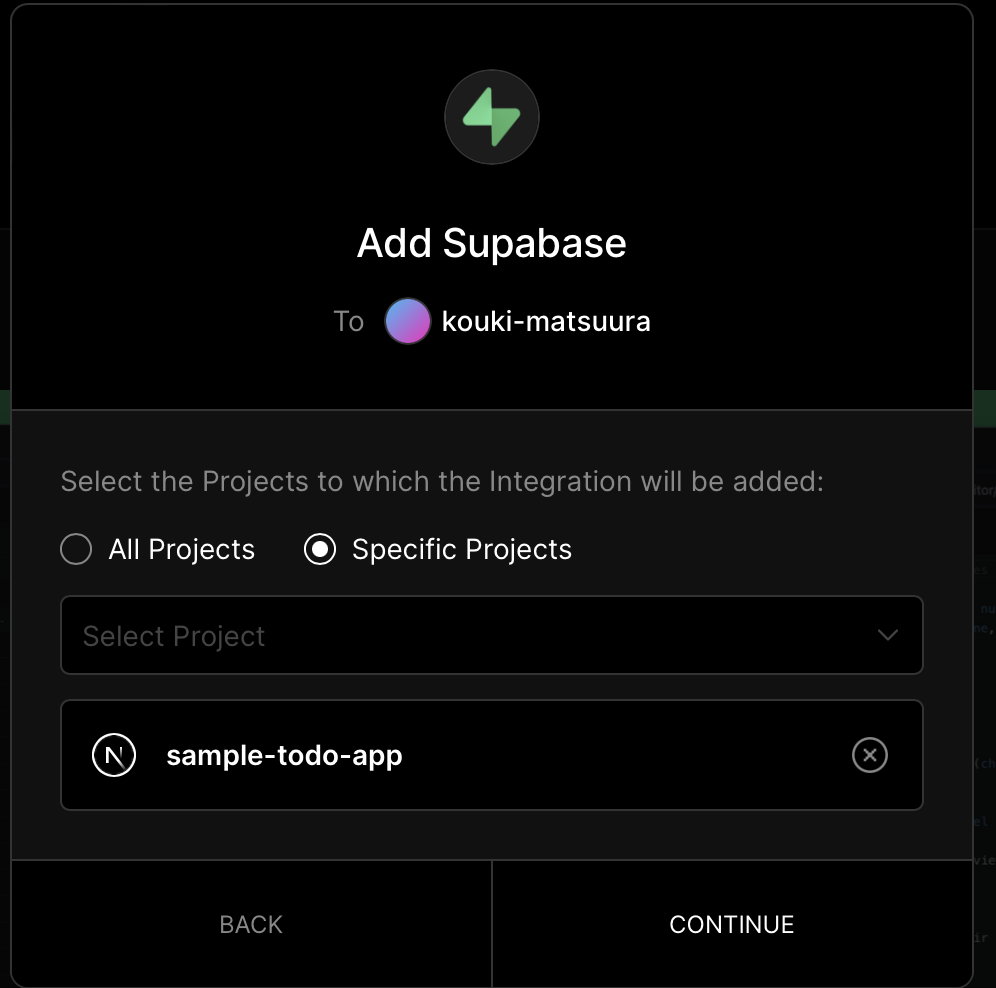 Add Supabase
To kouki-matsuura
Select the Projects to which the Integration will be added:
All Projects Specific Projects
Select Project
N sample-todo-app
BACK CONTINUE